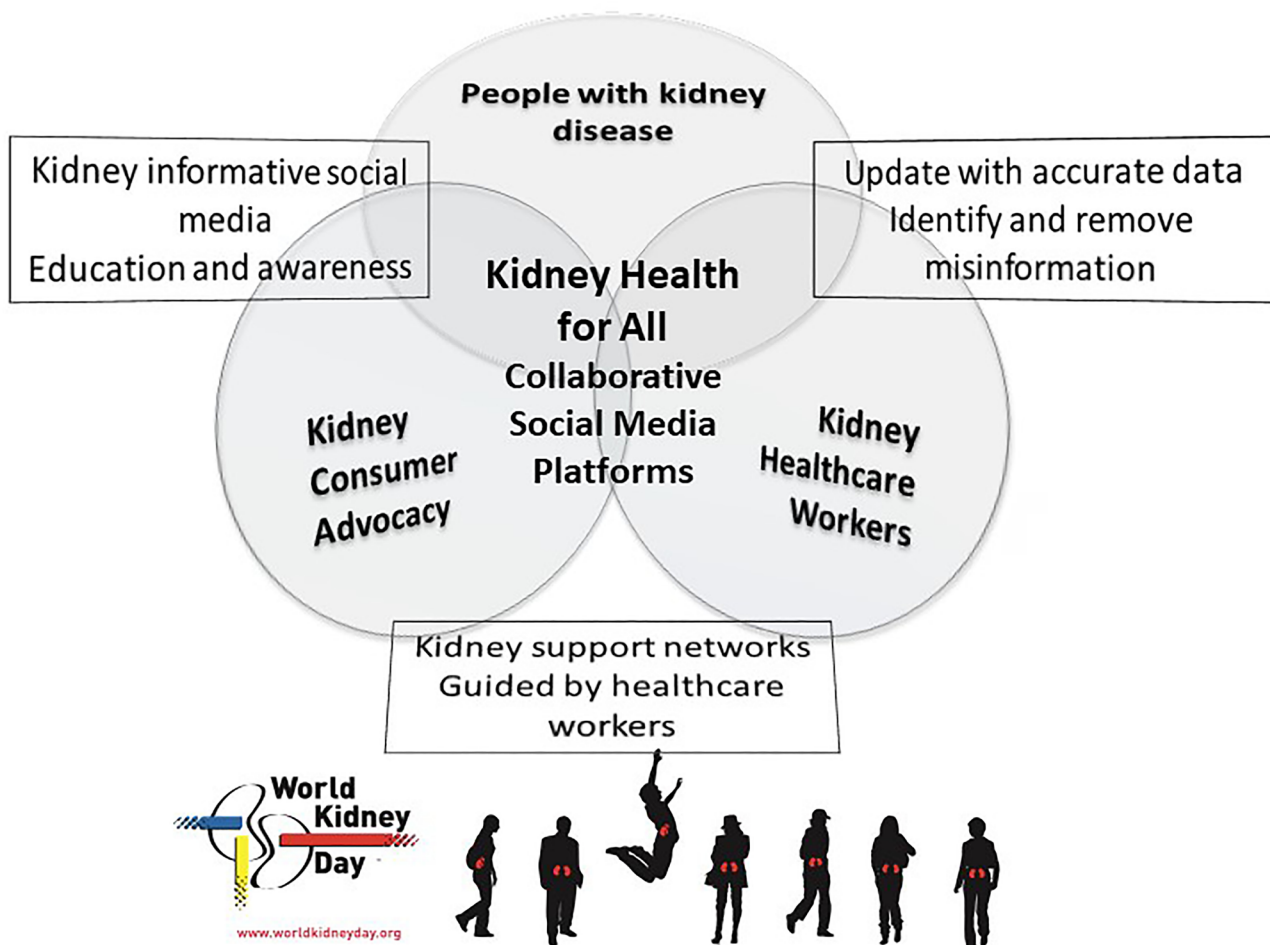 People with kidney
disease
Kidney informative social
media
Education and awareness
Update with accurate data
Identify and remove
misinformation
Kidney Health
for All
Collaborative
Social Media
Platforms
Kidney
Consumer
Advocacy
Kidney
Healthcare
Workers
Kidney support networks
Guided by healthcare
workers
World
Kidney
Day
www.worldkidneyday.org